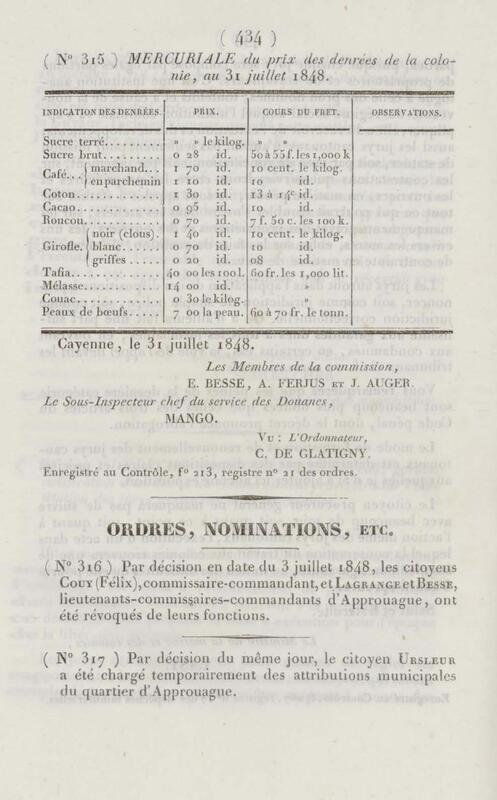 ( 434 )
( N° 315 ) MERCURIALE du prix des denrées de la colo-
nie, au 31 juillet 1848.
INDICATION DES DENRÉES. PRIX. COURS DU FRET. OBSERVATIONS.
Sucre terré......... » » le kilog. » »
Sucre brut......... 0 28 id. 50 à 55 f. les 1,000 k
Café... { marchand... 1 70 id. 10 cent. le kilog.
en parchemin 1 10 id. 10 id.
Coton............. 1 30 id. 13 à 14c id.
Cacao............. 0 95 id. 10 id.
Roucou............ 0 70 id. 7 f. 50 c. les 100 k.
Girofle. { noir (clous). 1 40 id. 10 cent. le kilog.
blanc...... 0 70 id. 10 id.
griffes ..... 0 20 id. 08 id.
Tafia............. 40 00 les 100 l. 60 fr. les 1,000 lit.
Mélasse........... 14 00 id. »
Couac............. 0 30 le kilog. »
Peaux de bœufs..... 7 00 la peau. 60 à 70 fr. le tonn.
Cayenne, le 31 juillet 1848.
Les Membres de la commission,
E. BESSE, A. FERJUS ET J. AUGER.
Le Sous-Inspecteur chef du service des Douanes,
MANGO.
VU : L'Ordonnateur,
C. DE GLATIGNY.
Enregistré au Contrôle, f° 213, registre n° 21 des ordres.
ORDRES, NOMINATIONS, ETC.
( N° 316 ) Par décision en date du 3 juillet 1848, les citoyens
COUY (Félix), commissaire-commandant, et LAGRANGE et BESSE,
lieutenants-commissaires-commandants d'Approuague, ont
été révoqués de leurs fonctions.
( N° 317 ) Par décision du même jour, le citoyen URSLEUR
a été chargé temporairement des attributions municipales
du quartier d'Approuague.